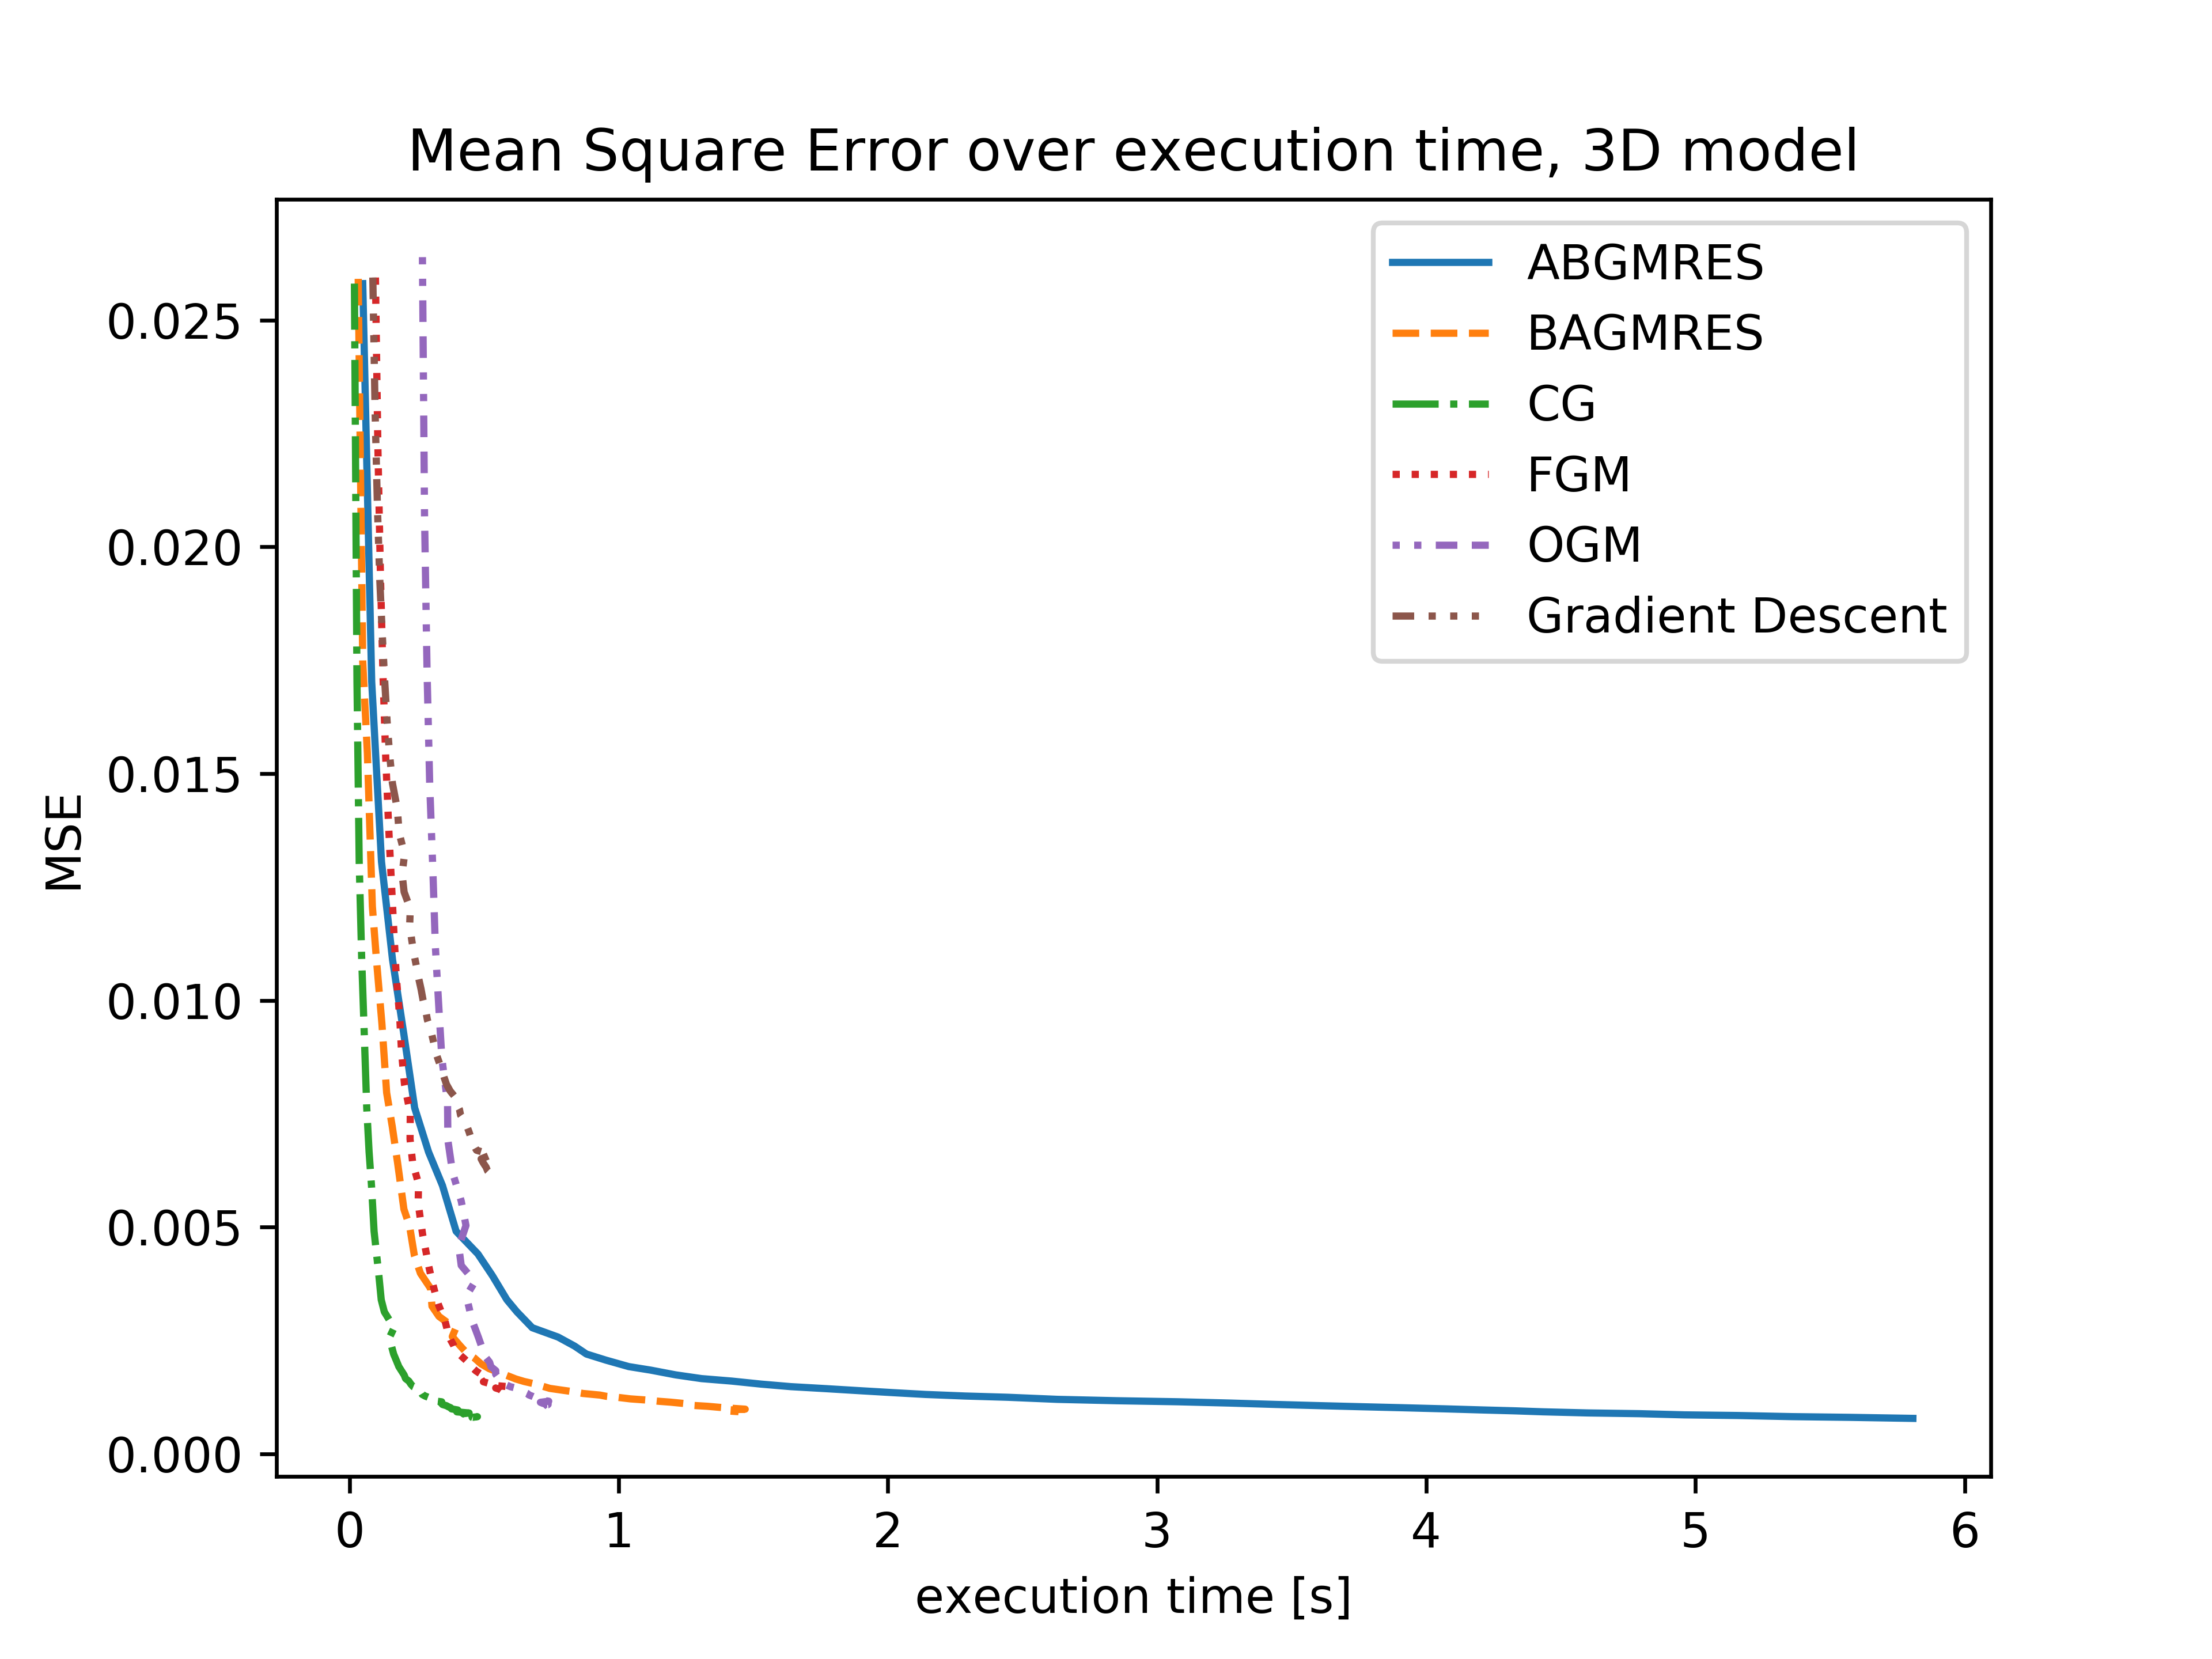 Mean Square Error over execution time, 3D model
ABGMRES
BAGMRES
CG
FGM
OGM
Gradient Descent
0.025
0.020
0.015
0.010
0.005
0.000
MSE
0 1 2 3 4 5 6
execution time [s]